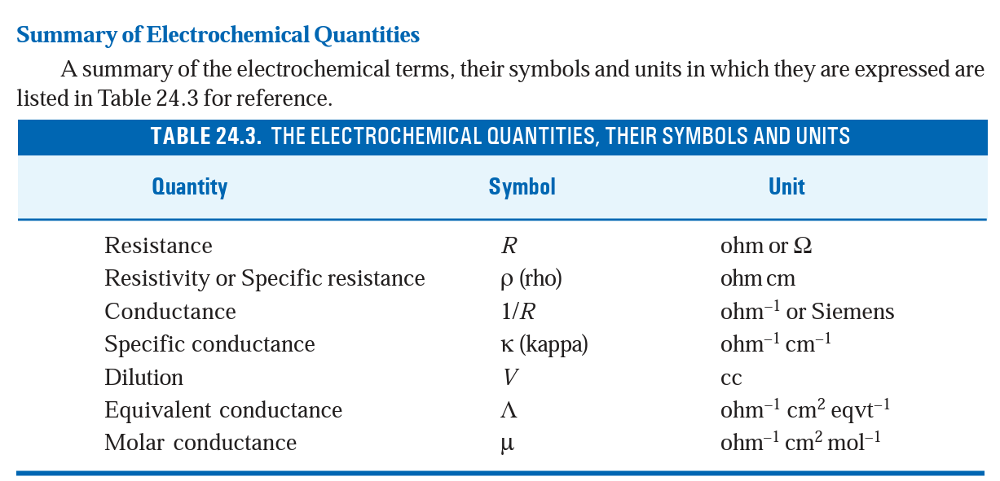 Summary of Electrochemical Quantities
A summary of the electrochemical terms, their symbols and units in which they are expressed are
listed in Table 24.3 for reference.
TABLE 24.3. THE ELECTROCHEMICAL QUANTITIES, THEIR SYMBOLS AND UNITS
Quantity Symbol Unit
Resistance R ohm or Ω
Resistivity or Specific resistance ρ (rho) ohm cm
Conductance 1/R ohm⁻¹ or Siemens
Specific conductance κ (kappa) ohm⁻¹ cm⁻¹
Dilution V cc
Equivalent conductance Λ ohm⁻¹ cm² eqvt⁻¹
Molar conductance μ ohm⁻¹ cm² mol⁻¹